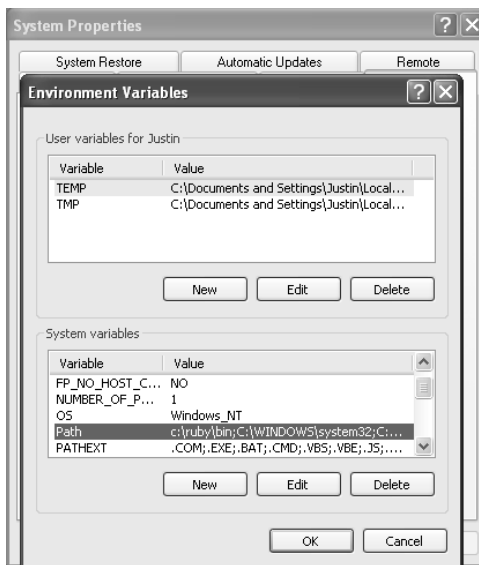 System Properties
System Restore Automatic Updates Remote
Environment Variables
User variables for Justin
Variable Value
TEMP C:\Documents and Settings\Justin\Local...
TMP C:\Documents and Settings\Justin\Local...
New Edit Delete
System variables
Variable Value
FP_NO_HOST_C... NO
NUMBER_OF_P... 1
OS Windows_NT
Path c:\ruby\bin;C:\WINDOWS\system32;C:...
PATHEXT .COM;.EXE;.BAT;.CMD;.VBS;.VBE;.JS;....
New Edit Delete
OK Cancel